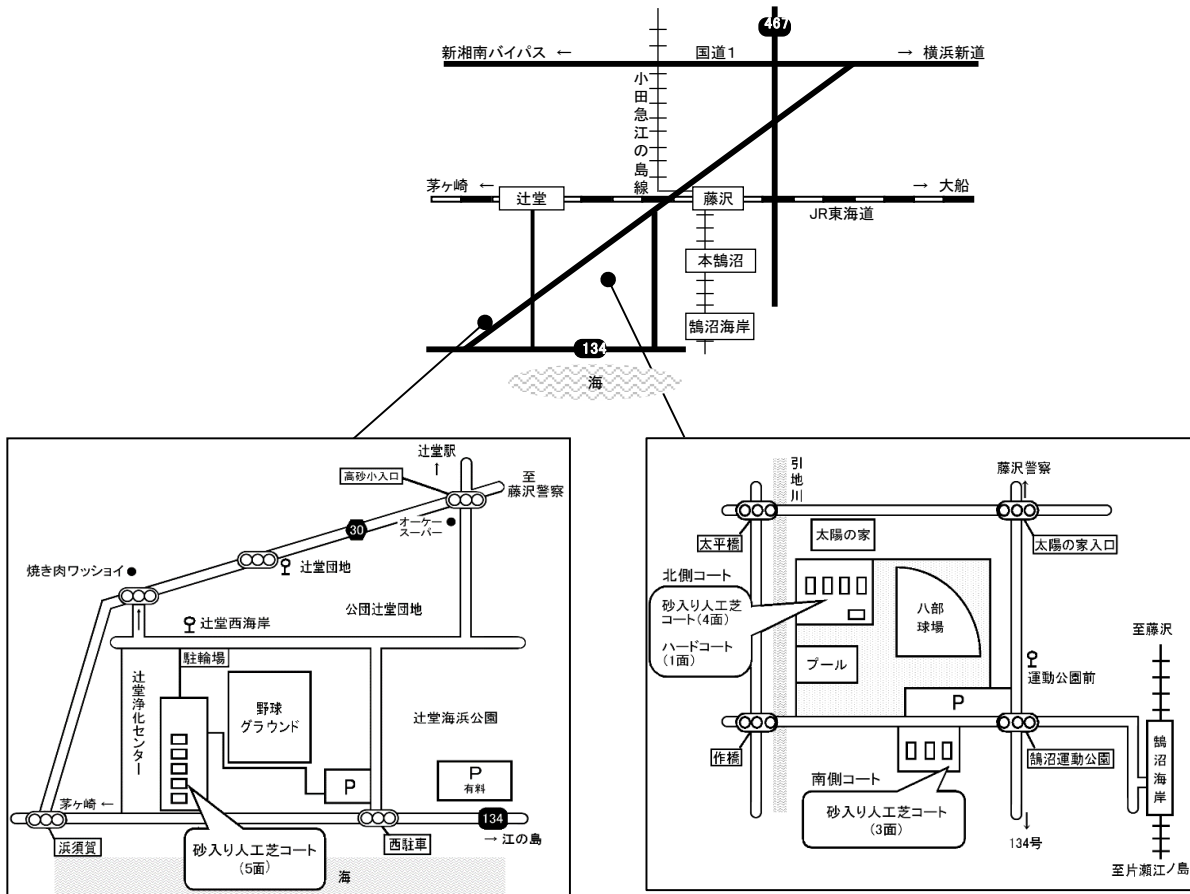 467
新湘南バイパス ←
国道1
→ 横浜新道
小田急江の島線
茅ヶ崎 ←
辻堂
藤沢
→ 大船
JR東海道
本鵠沼
鵠沼海岸
134
海
辻堂駅
↑
高砂小入口
至
藤沢警察
30
オーケー
スーパー
辻堂団地
焼き肉ワッショイ
公団辻堂団地
辻堂西海岸
駐輪場
辻堂浄化センター
野球
グラウンド
辻堂海浜公園
P
P
有料
茅ヶ崎 ←
134
→ 江の島
浜須賀
砂入り人工芝コート
(5面)
西駐車
海
引地川
藤沢警察
↑
太平橋
太陽の家
太陽の家入口
北側コート
砂入り人工芝
コート(4面)
ハードコート
(1面)
八部
球場
プール
至藤沢
運動公園前
P
作橋
鵠沼運動公園
鵠沼海岸
南側コート
砂入り人工芝コート
(3面)
↓
134号
至片瀬江ノ島